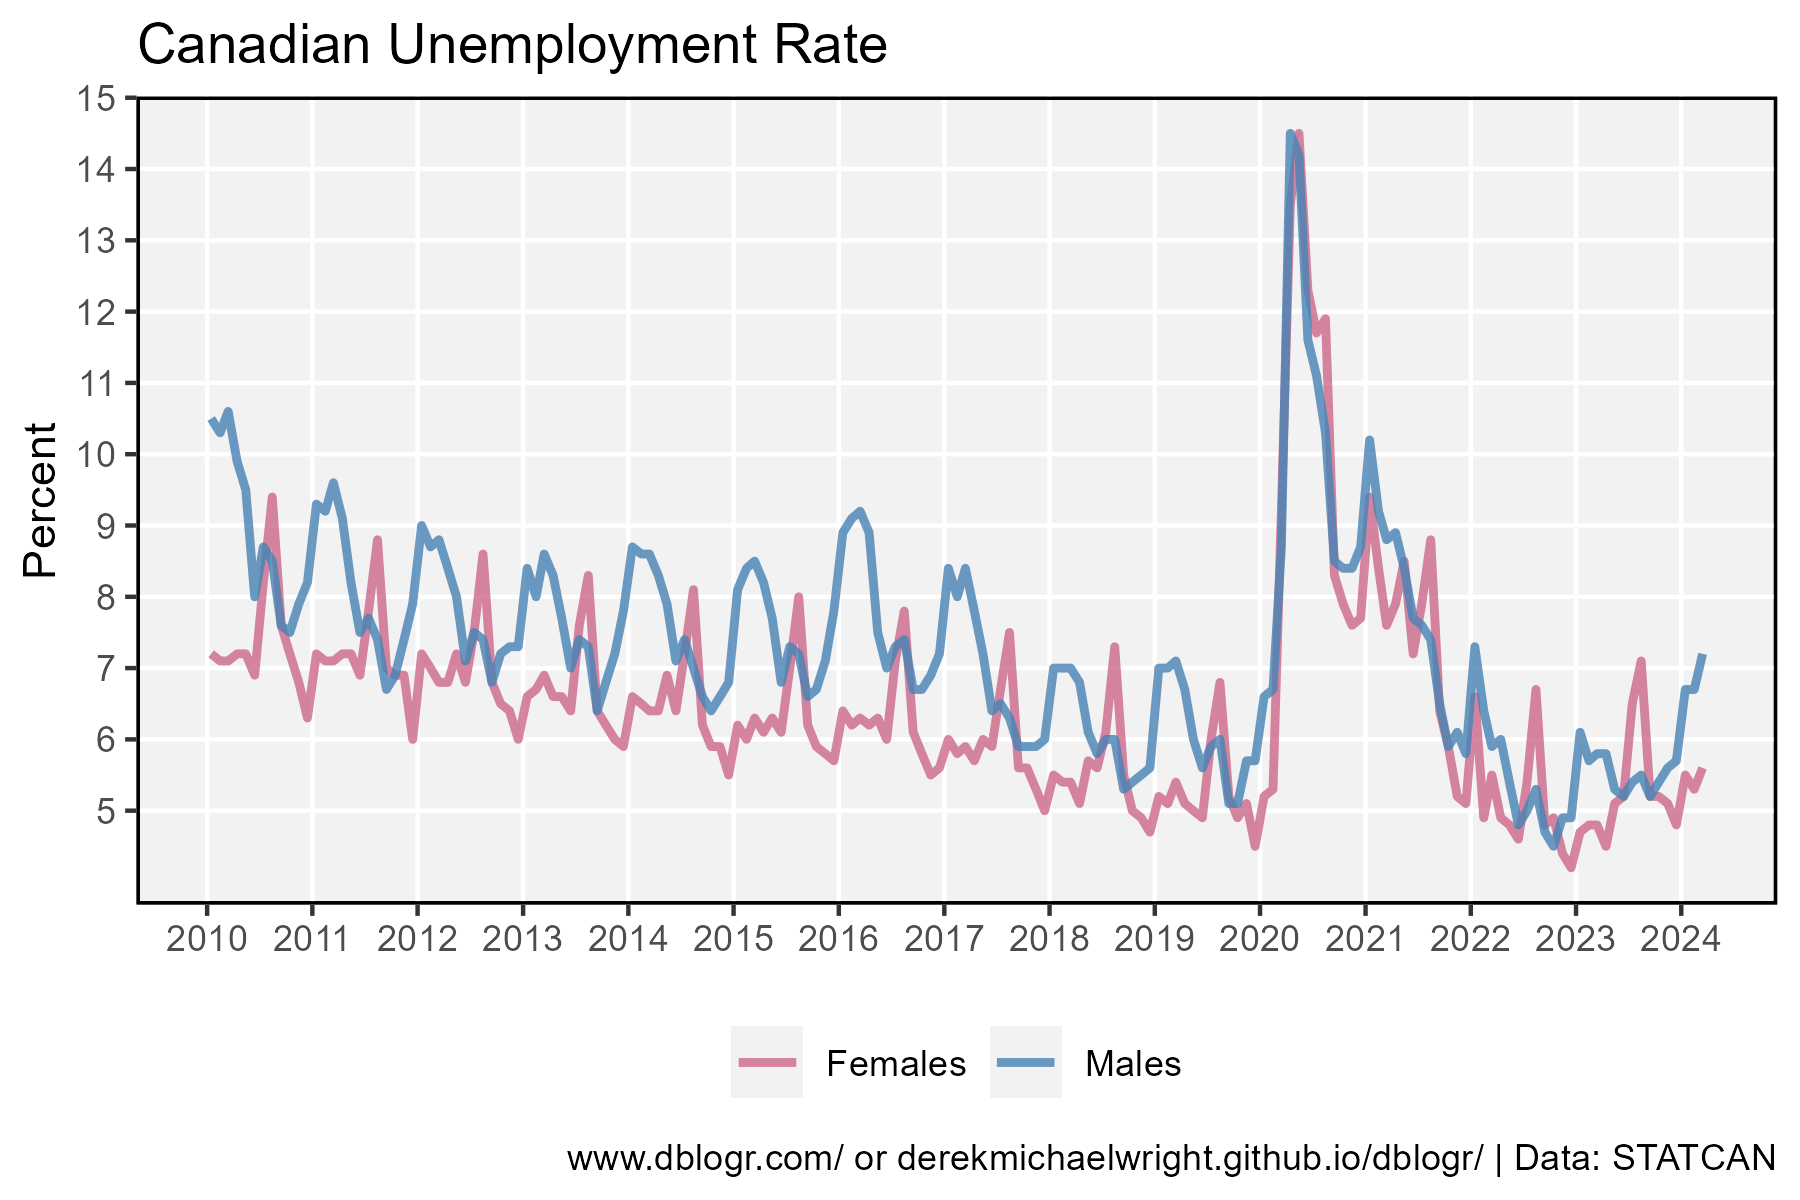 Canadian Unemployment Rate
Percent
15
14
13
12
11
10
9
8
7
6
5
2010 2011 2012 2013 2014 2015 2016 2017 2018 2019 2020 2021 2022 2023 2024
Females Males
www.dblogr.com/ or derekmichaelwright.github.io/dblogr/ | Data: STATCAN